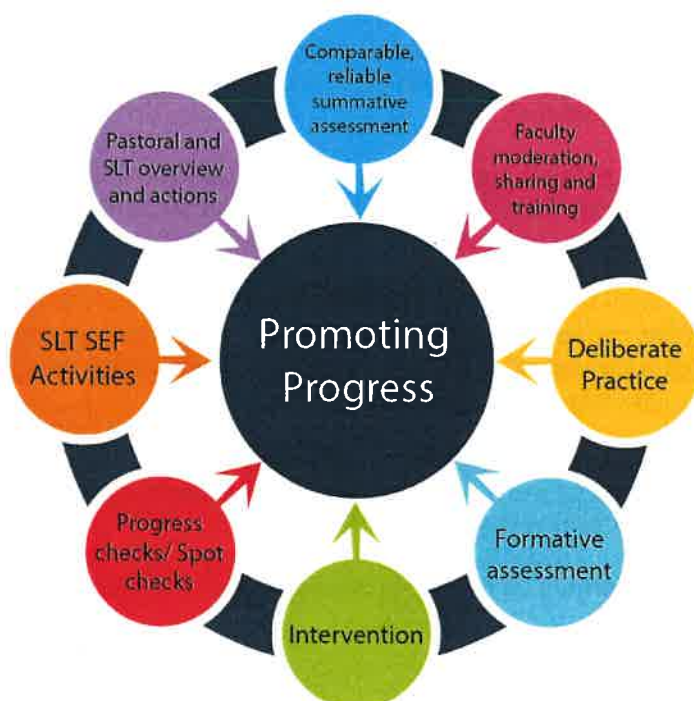 Comparable,
reliable
summative
assessment
Faculty
moderation,
sharing and
training
Deliberate
Practice
Formative
assessment
Intervention
Progress
checks/ Spot
checks
SLT SEF
Activities
Pastoral and
SLT overview
and actions
Promoting
Progress